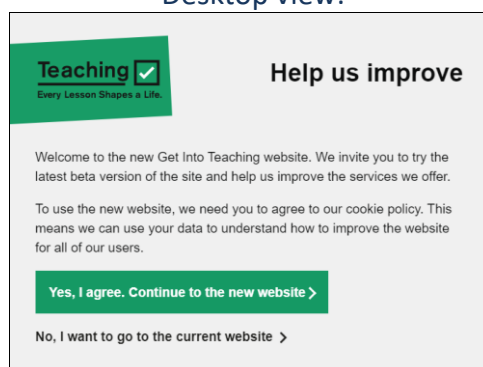 Desktop view:
Teaching
Every Lesson Shapes a Life.
Help us improve
Welcome to the new Get Into Teaching website. We invite you to try the
latest beta version of the site and help us improve the services we offer.
To use the new website, we need you to agree to our cookie policy. This
means we can use your data to understand how to improve the website
for all of our users.
Yes, I agree. Continue to the new website
No, I want to go to the current website